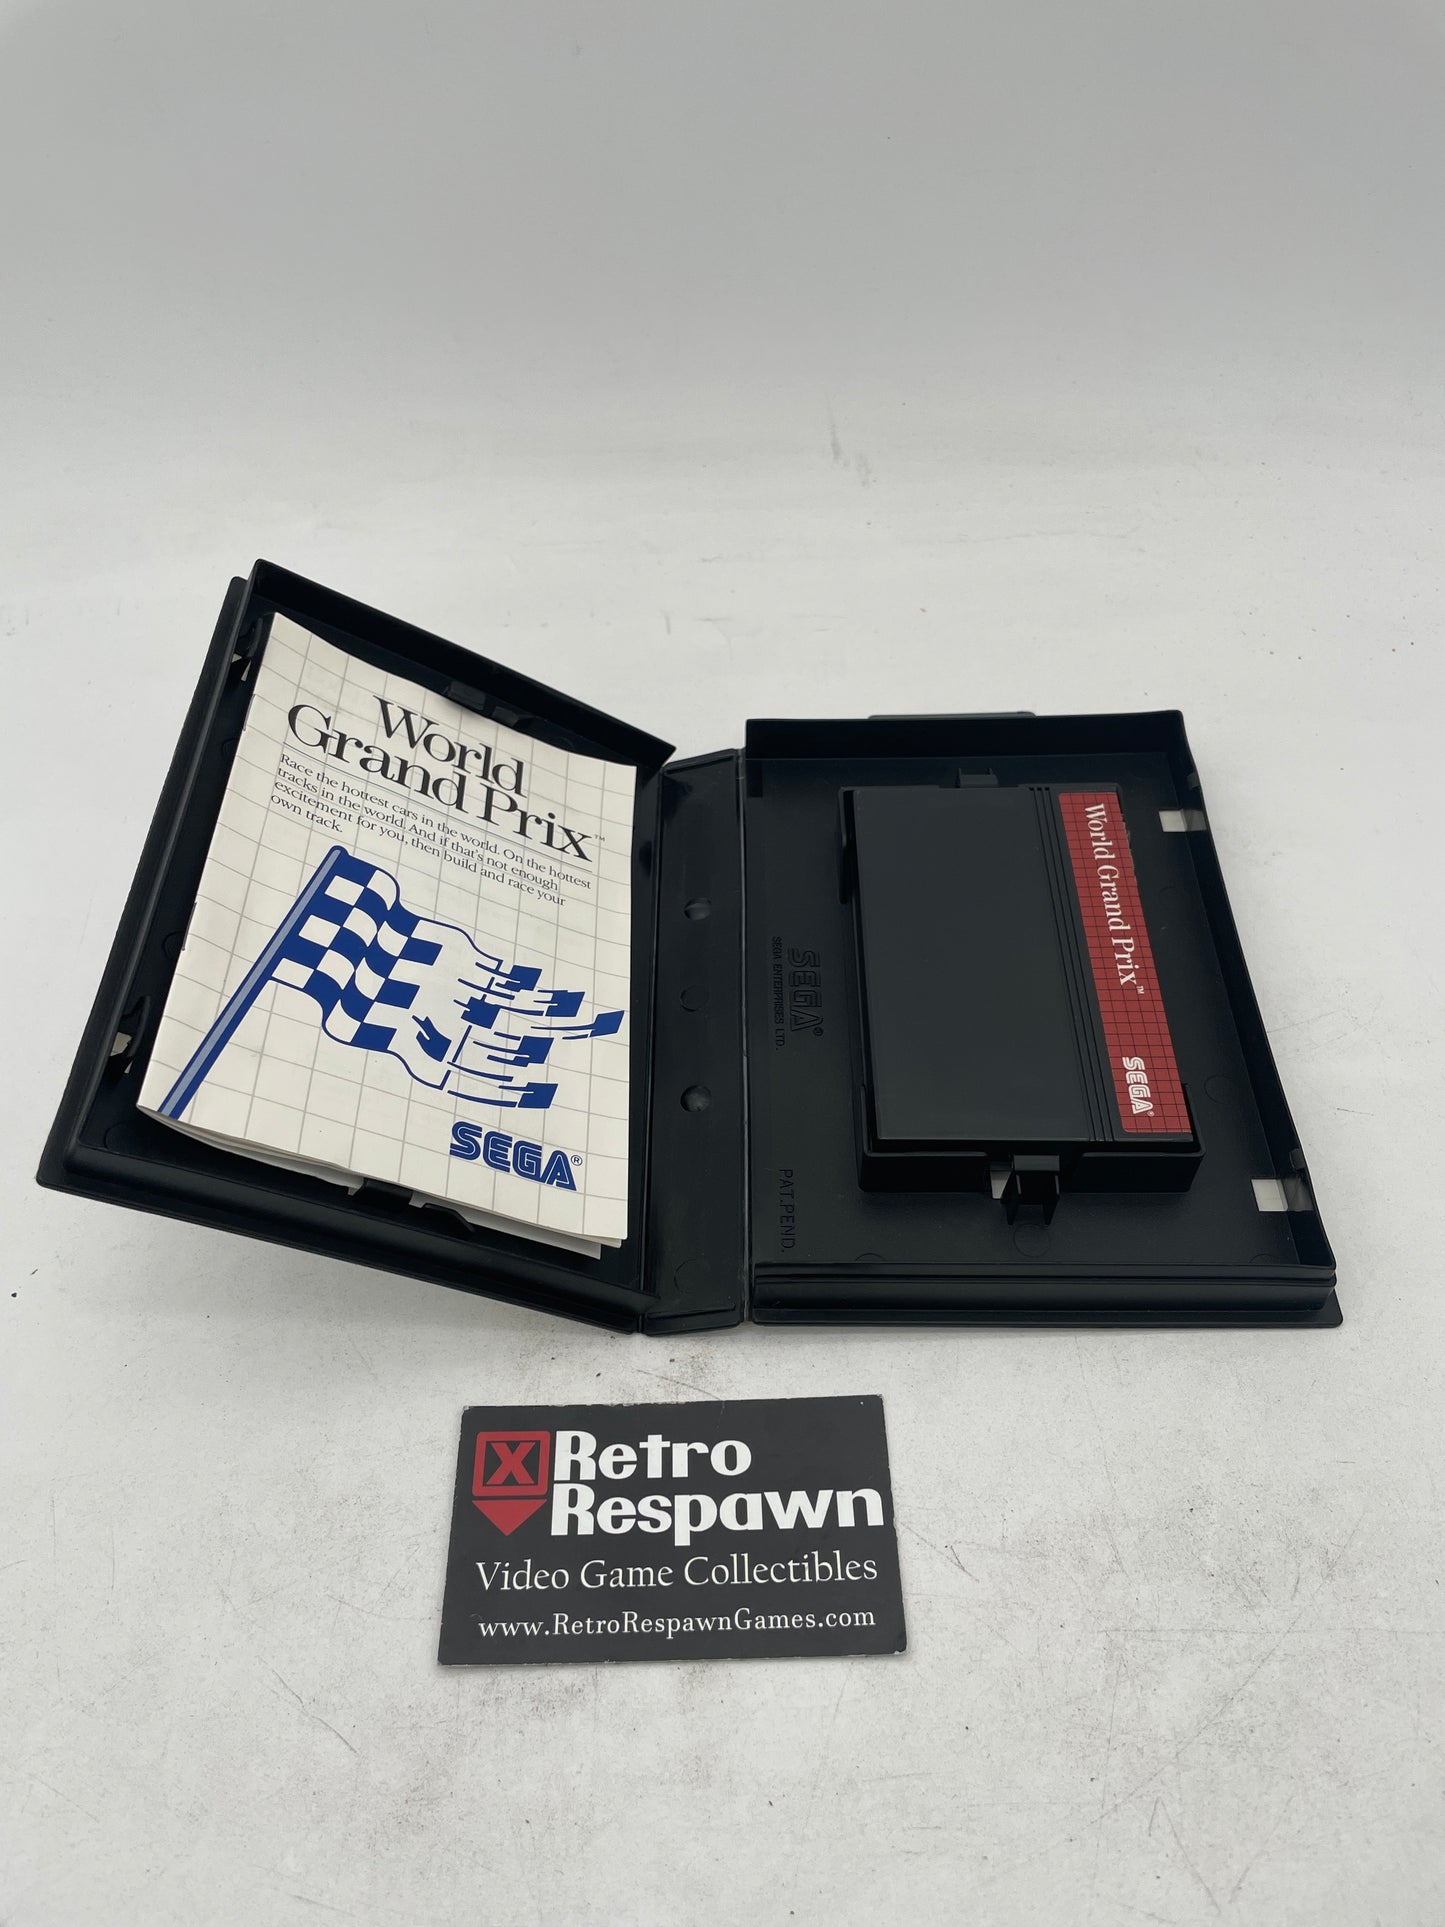 World
Grand Prix™
Race the hottest cars in the world. On the hottest
tracks in the world. And if that's not enough
excitement for you, then build and race your
own track.
SEGA®
SEGA®
SEGA ENTERPRISES LTD.
PAT.PEND.
World Grand Prix™
SEGA®
X Retro
Respawn
Video Game Collectibles
www.RetroRespawnGames.com